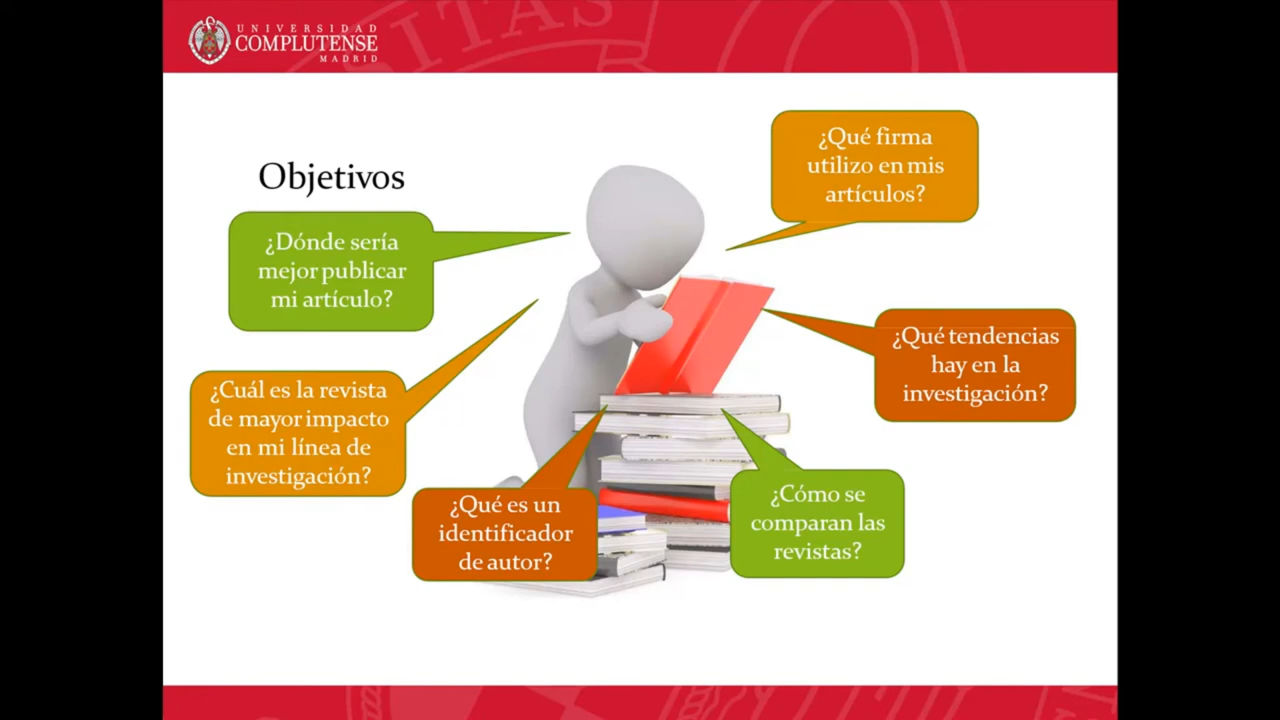 UNIVERSIDAD
COMPLUTENSE
MADRID
ITAS
Objetivos
¿Qué firma
utilizo en mis
artículos?
¿Dónde sería
mejor publicar
mi artículo?
¿Qué tendencias
hay en la
investigación?
¿Cuál es la revista
de mayor impacto
en mi línea de
investigación?
¿Qué es un
identificador
de autor?
¿Cómo se
comparan las
revistas?